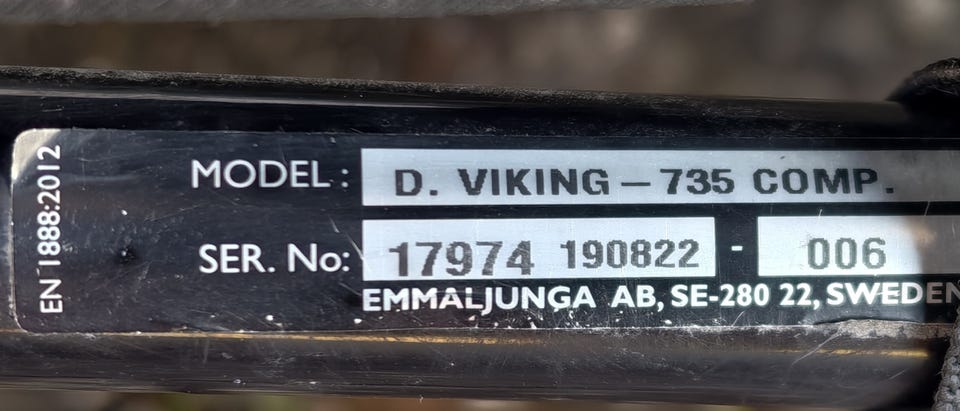 EN 1888:2012
MODEL: D. VIKING – 735 COMP.
SER. No: 17974 190822 - 006
EMMALJUNGA AB, SE-280 22, SWEDEN